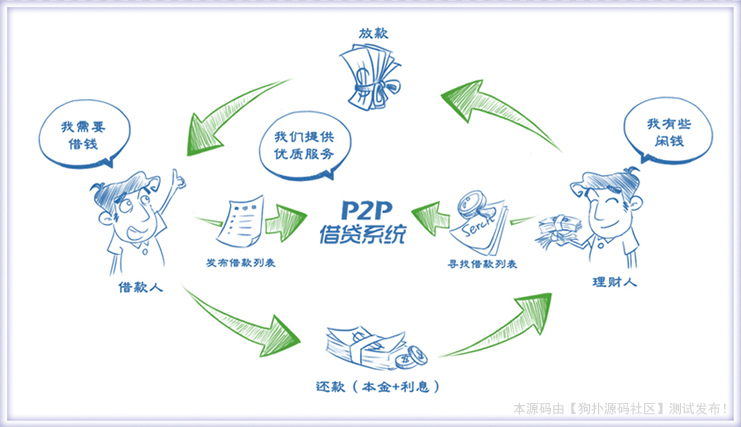 放款
我需要
借钱
我们提供
优质服务
我有些
闲钱
P2P
借贷系统
Serch
发布借款列表
寻找借款列表
借款人
理财人
还款（本金+利息）
本源码由【狗扑源码社区】测试发布！